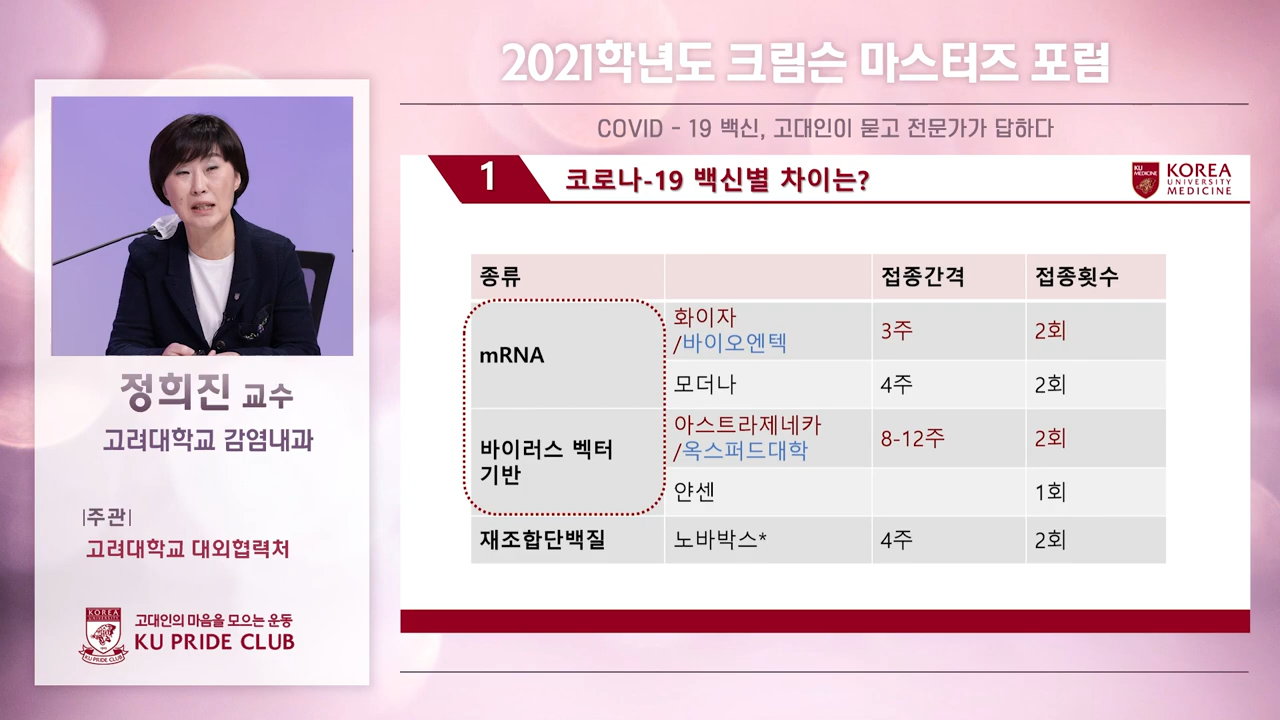 2021학년도 크림슨 마스터즈 포럼
COVID - 19 백신, 고대인이 묻고 전문가가 답하다
1 코로나-19 백신별 차이는?
KU
MEDICINE
KOREA
UNIVERSITY
MEDICINE
종류 접종간격 접종횟수
mRNA
화이자
/바이오엔텍
3주 2회
모더나 4주 2회
바이러스 벡터
기반
아스트라제네카
/옥스퍼드대학
8-12주 2회
얀센 1회
재조합단백질 노바박스* 4주 2회
정희진 교수
고려대학교 감염내과
|주관|
고려대학교 대외협력처
KOREA
UNIVERSITY
KU PRIDE CLUB
고대인의 마음을 모으는 운동
KU PRIDE CLUB